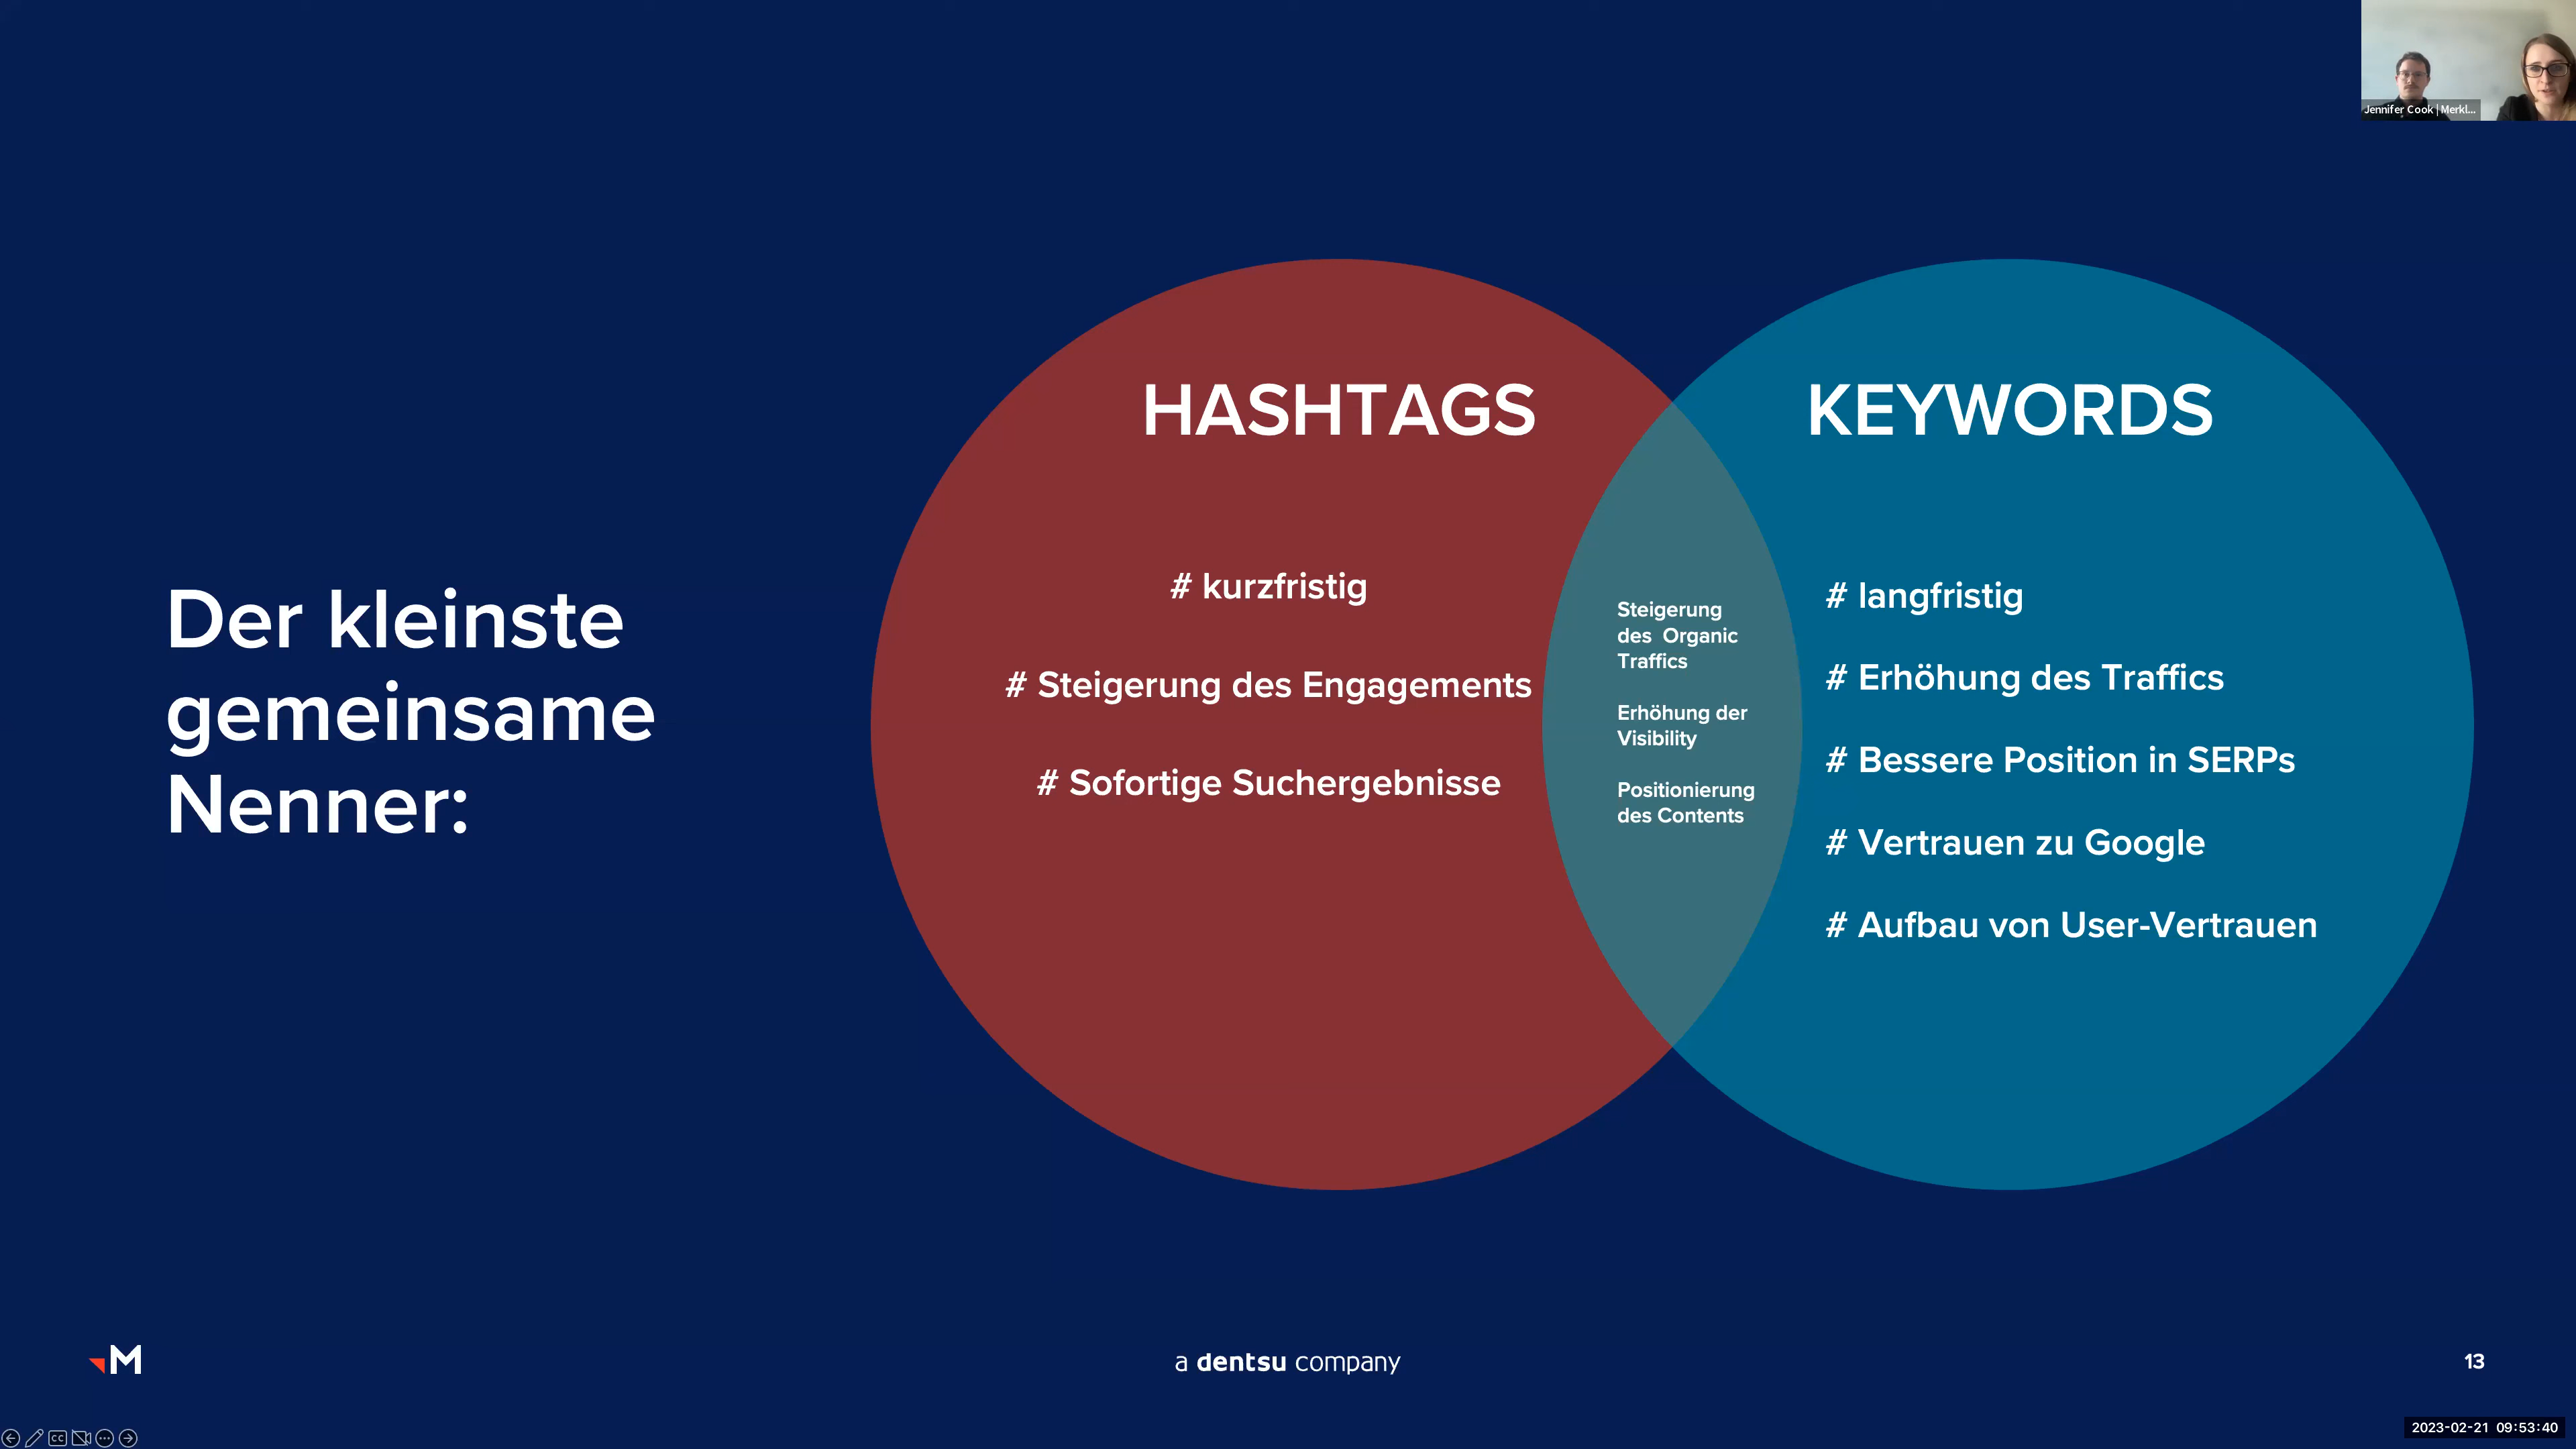 Jennifer Cook | Merkl...
Der kleinste
gemeinsame
Nenner:
HASHTAGS
# kurzfristig
# Steigerung des Engagements
# Sofortige Suchergebnisse
Steigerung
des Organic
Traffics
Erhöhung der
Visibility
Positionierung
des Contents
KEYWORDS
# langfristig
# Erhöhung des Traffics
# Bessere Position in SERPs
# Vertrauen zu Google
# Aufbau von User-Vertrauen
M
a dentsu company
13
CC
2023-02-21 09:53:40